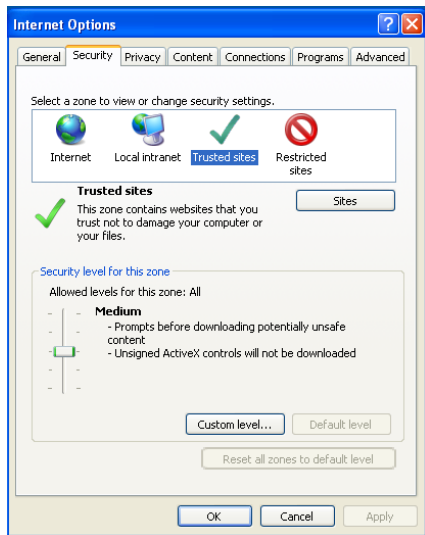 Internet Options
General Security Privacy Content Connections Programs Advanced
Select a zone to view or change security settings.
Internet Local intranet Trusted sites Restricted
sites
Trusted sites
This zone contains websites that you
trust not to damage your computer or
your files.
Sites
Security level for this zone
Allowed levels for this zone: All
Medium
- Prompts before downloading potentially unsafe
content
- Unsigned ActiveX controls will not be downloaded
Custom level... Default level
Reset all zones to default level
OK Cancel Apply